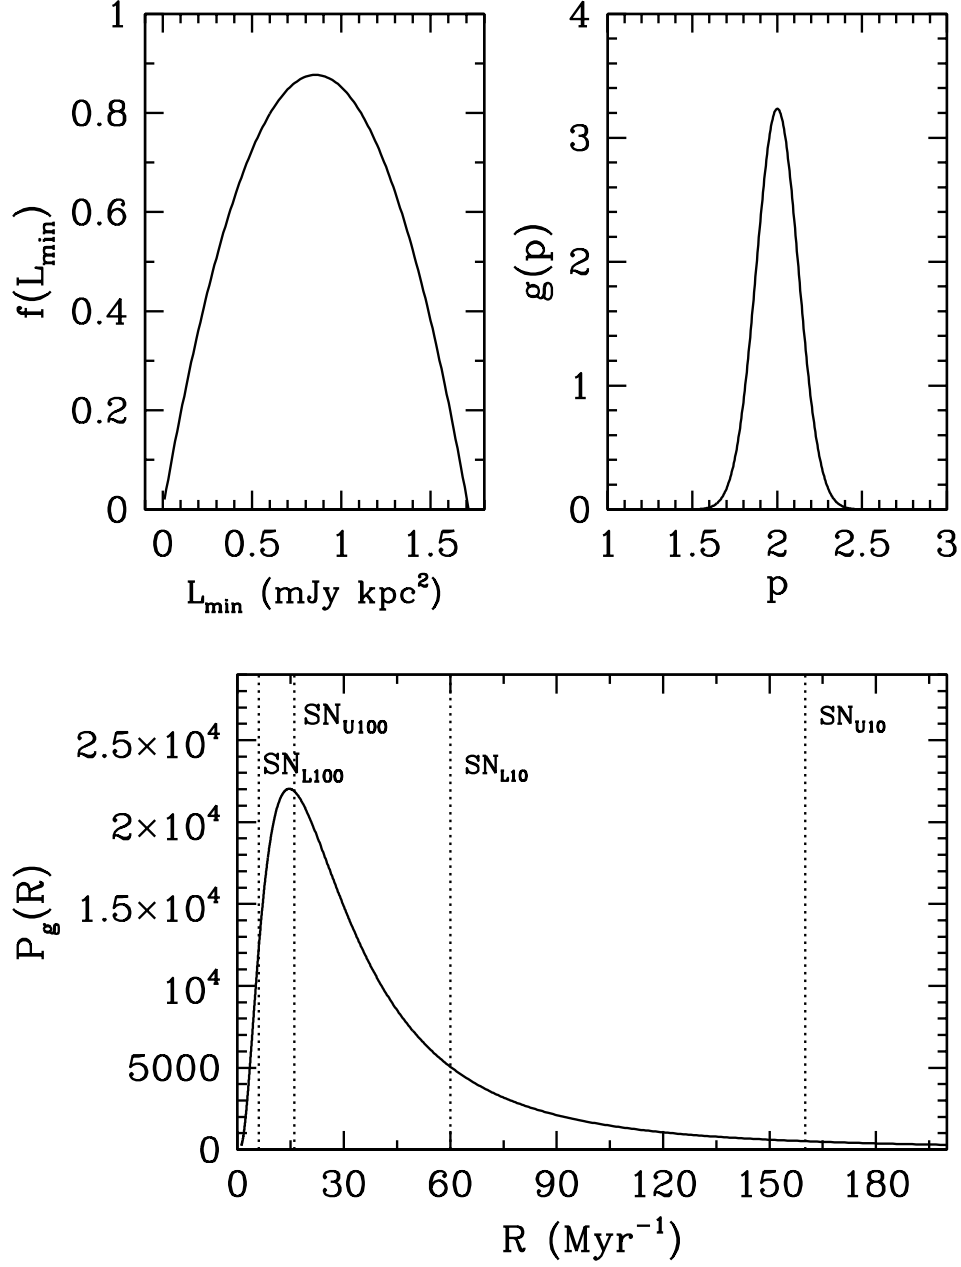 1
0.8
0.6
0.4
0.2
0
f(L_min)
0 0.5 1 1.5
L_min (mJy kpc²)
4
3
2
1
0
g(p)
1 1.5 2 2.5 3
p
2.5×10⁴
2×10⁴
1.5×10⁴
10⁴
5000
0
P_g(R)
SN_U100
SN_U10
SN_L100
SN_L10
0 30 60 90 120 150 180
R (Myr⁻¹)